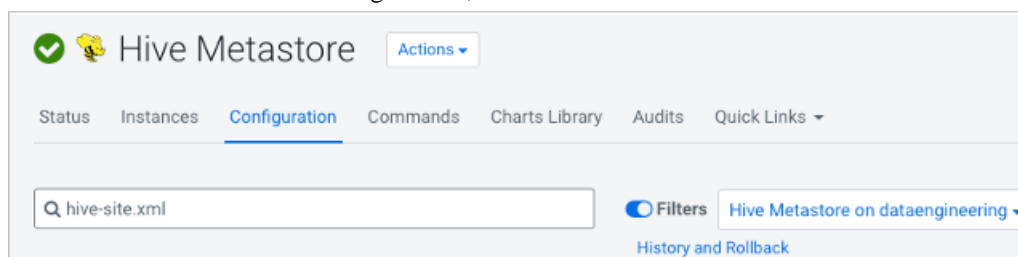 Hive Metastore Actions
Status Instances Configuration Commands Charts Library Audits Quick Links
hive-site.xml Filters Hive Metastore on dataengineering
History and Rollback